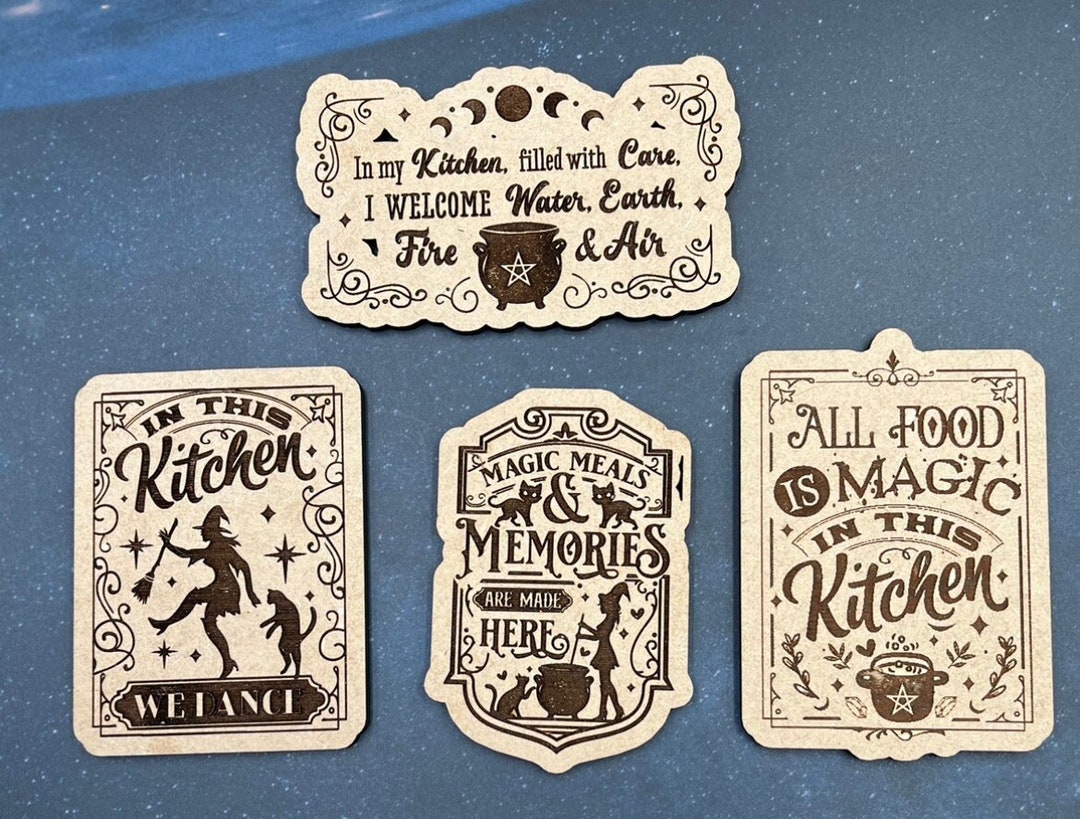 In my Kitchen, filled with Care,
I WELCOME Water, Earth,
Fire & Air
IN THIS
Kitchen
WE DANCE
MAGIC MEALS
&
MEMORIES
ARE MADE
HERE
ALL FOOD
IS MAGIC
IN THIS
Kitchen